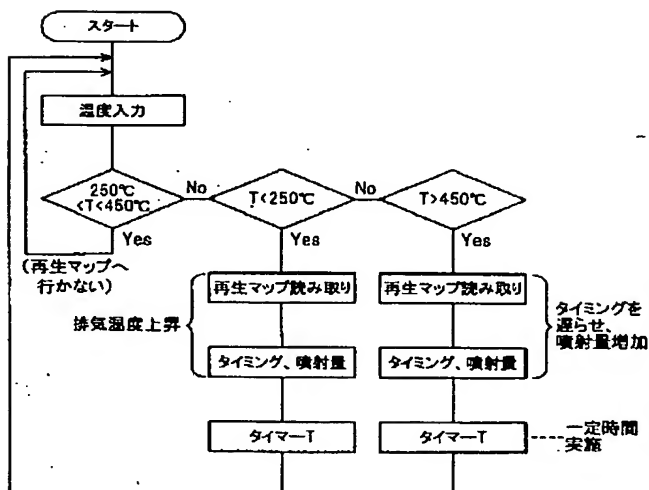 スタート
温度入力
250℃
<T<450℃
No
T<250℃
No
T>450℃
Yes
Yes
Yes
(再生マップへ
行かない)
排気温度上昇
再生マップ読み取り
再生マップ読み取り
タイミングを
遅らせ、
噴射量増加
タイミング、噴射量
タイミング、噴射量
タイマーT
タイマーT
一定時間
実施